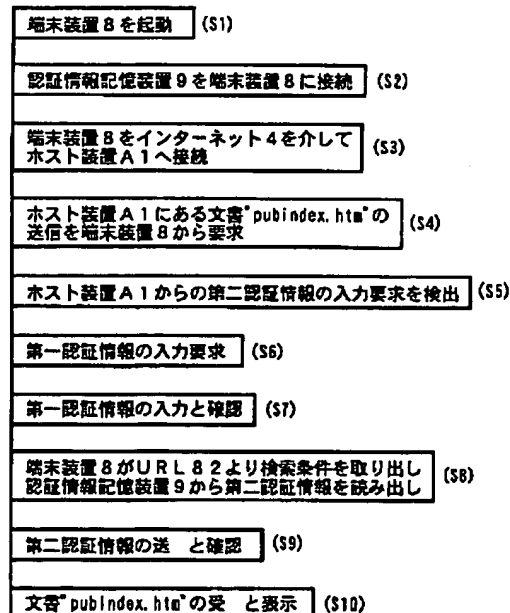 端末装置8を起動 (S1)
認証情報記憶装置9を端末装置8に接続 (S2)
端末装置8をインターネット4を介して
ホスト装置A1へ接続 (S3)
ホスト装置A1にある文書"pubindex.htm"の
送信を端末装置8から要求 (S4)
ホスト装置A1からの第二認証情報の入力要求を検出 (S5)
第一認証情報の入力要求 (S6)
第一認証情報の入力と確認 (S7)
端末装置8がURL82より検索条件を取り出し
認証情報記憶装置9から第二認証情報を読み出し (S8)
第二認証情報の送 と確認 (S9)
文書"pubindex.htm"の受 と表示 (S10)